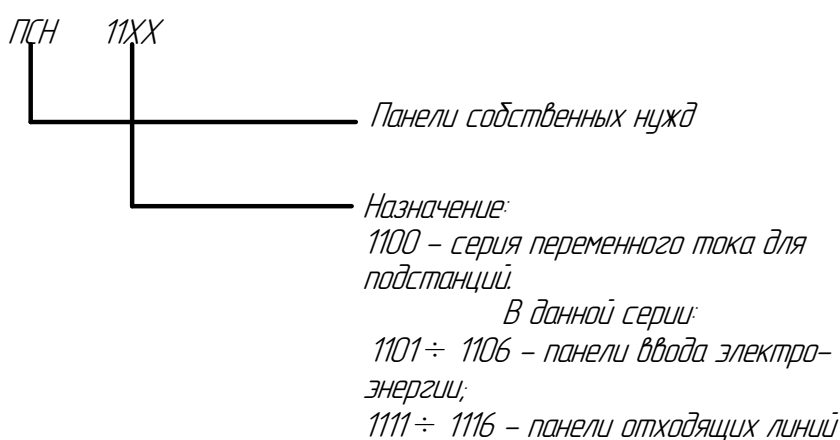 ПСН 11ХХ
Панели собственных нужд
Назначение:
1100 – серия переменного тока для
подстанций.
В данной серии:
1101 ÷ 1106 – панели ввода электро-
энергии;
1111 ÷ 1116 – панели отходящих линий